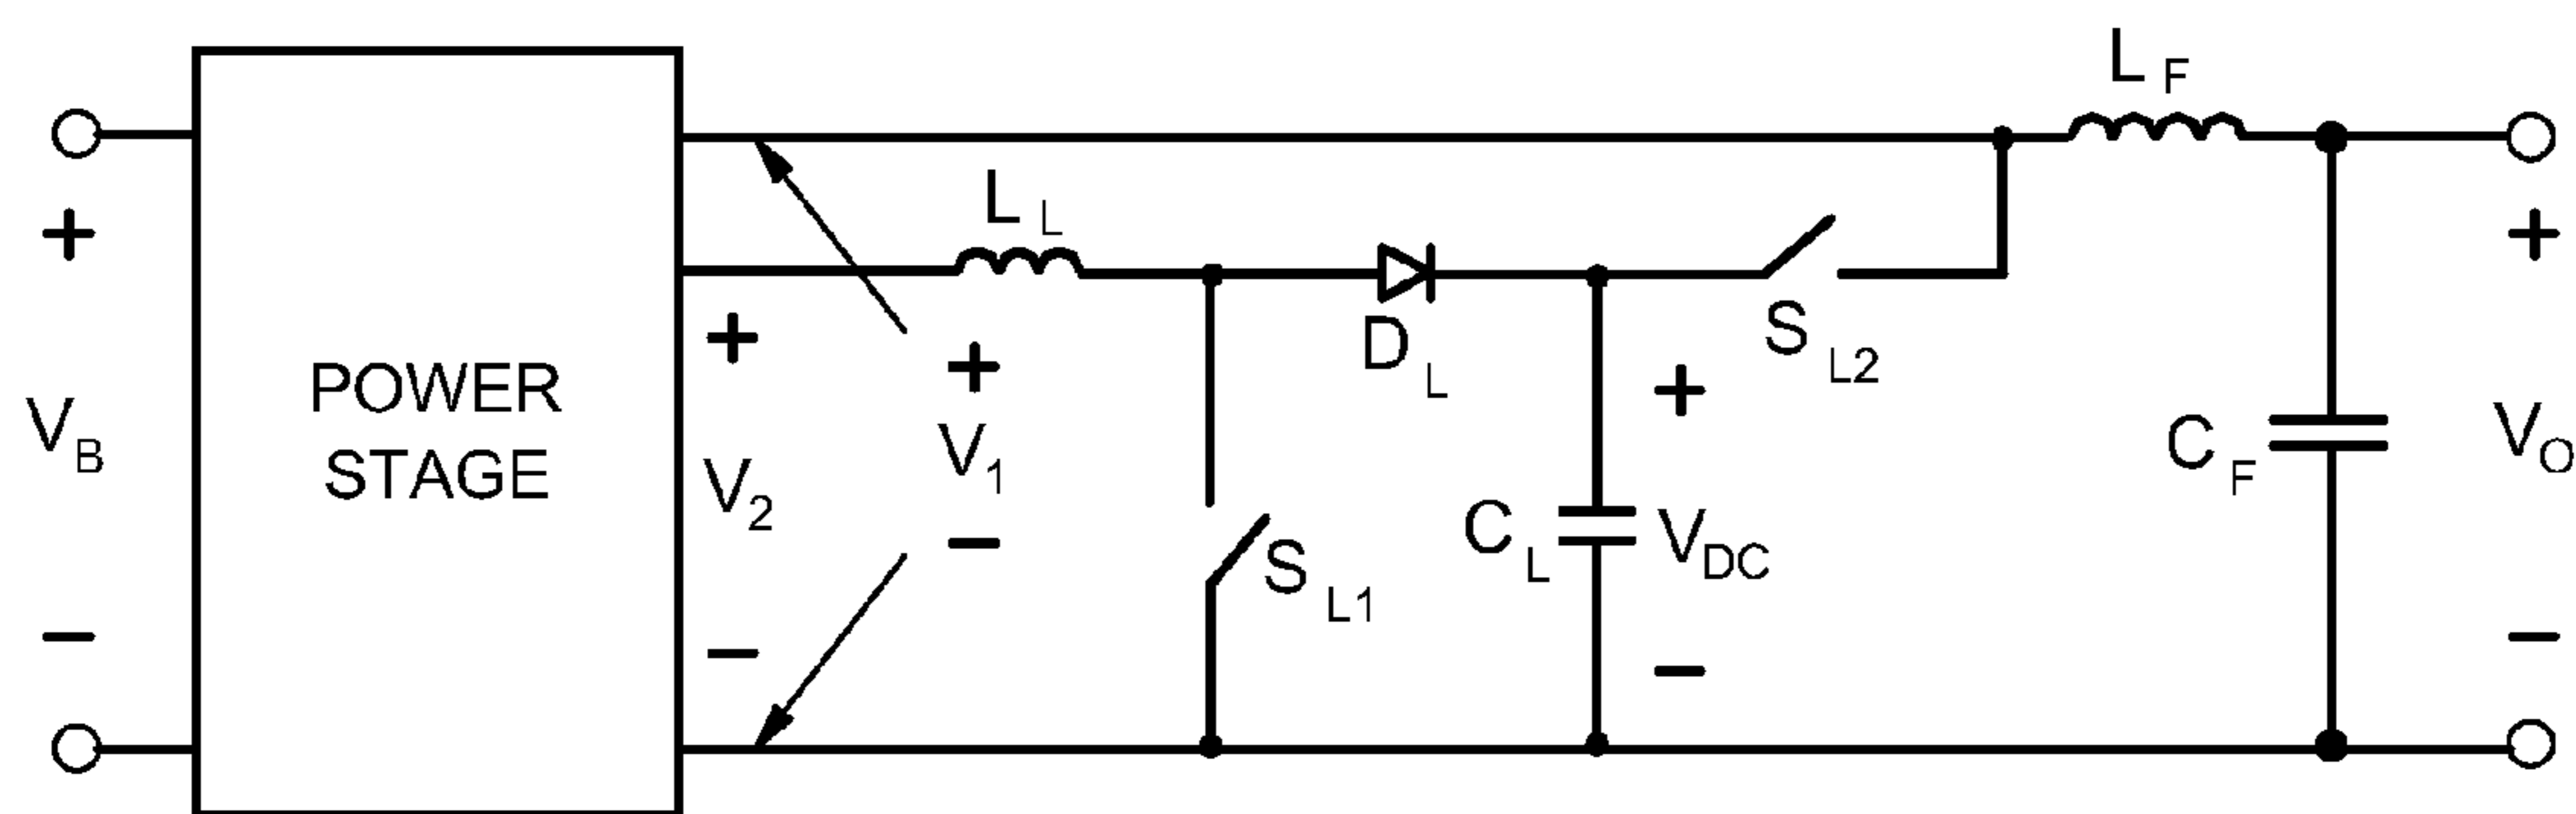 L F
L L
+
+
+
+
+
D L
S L2
POWER
STAGE
V B
V 2
V 1
S L1
C L
V DC
C F
V O
−
−
−
−
−